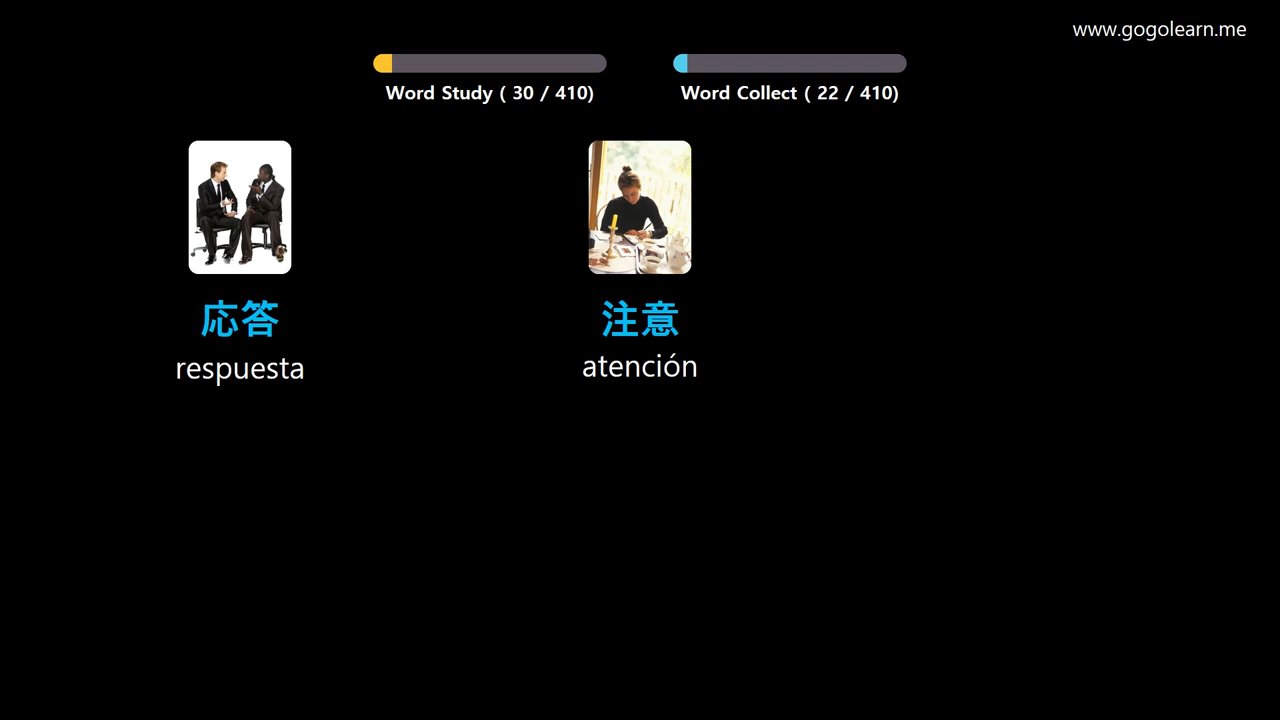 www.gogolearn.me
Word Study ( 30 / 410)
Word Collect ( 22 / 410)
応答
respuesta
注意
atención